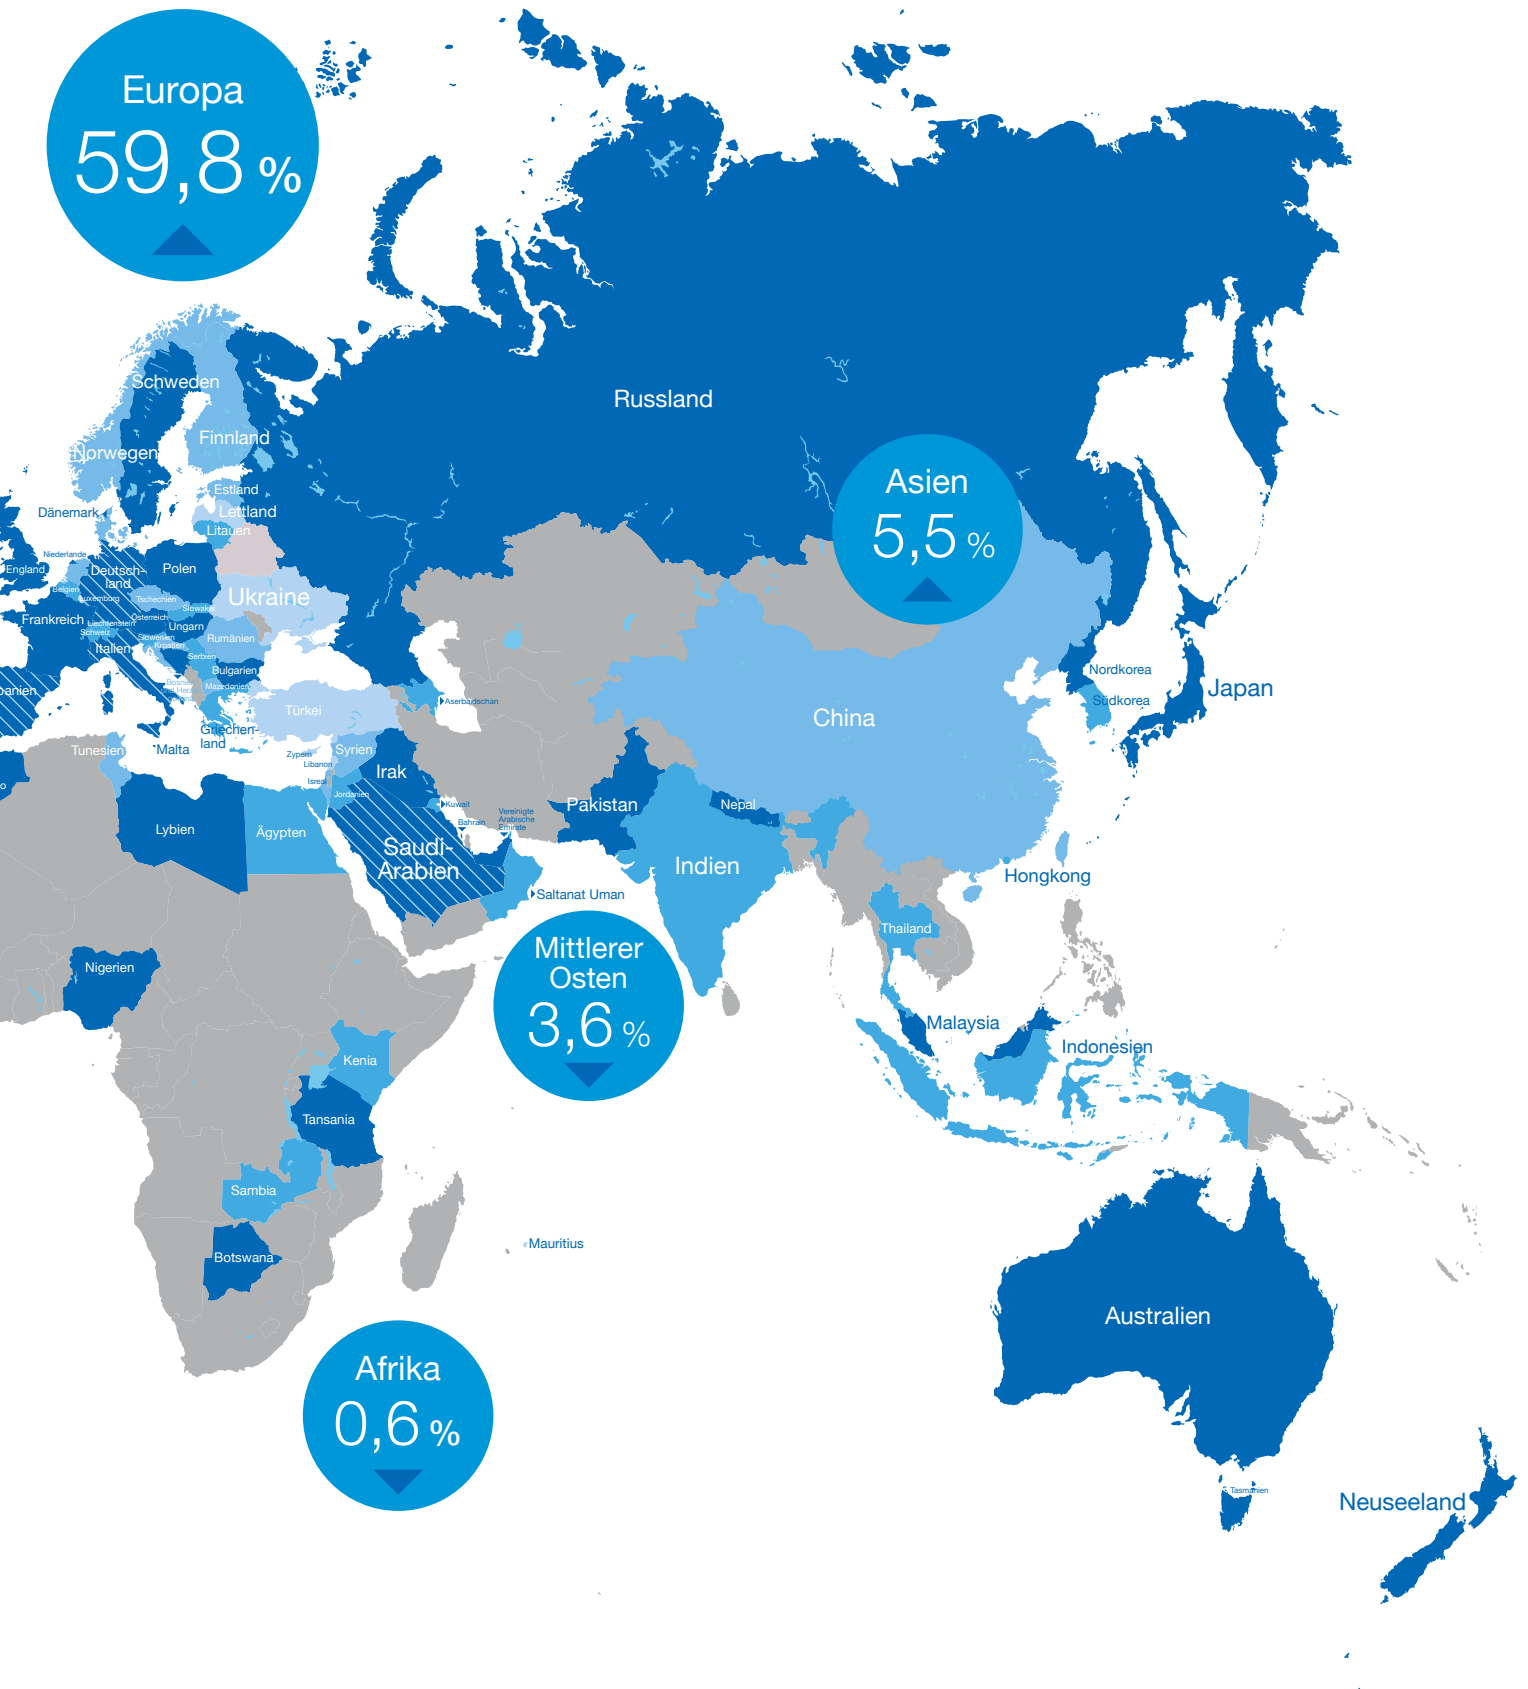 Europa
59,8 %
Schweden
Finnland
Norwegen
Estland
Lettland
Dänemark
Litauen
Niederlande
England
Deutsch-
land
Polen
Belgien
Luxemburg
Tschechien
Ukraine
Slowakei
Frankreich
Liechtenstein
Österreich
Ungarn
Schweiz
Slowenien
Kroatien
Rumänien
Italien
Serbien
Bulgarien
Bosnien
Mazedonien
anien
Türkei
Aserbaidschan
Griechen-
land
Tunesien
Malta
Zypern
Syrien
Libanon
Irak
Isreal
Jordanien
Kuwait
Bahrain
Vereinigte
Arabische
Emirate
o
Lybien
Ägypten
Saudi-
Arabien
Saltanat Uman
Russland
Asien
5,5 %
Nordkorea
Südkorea
Japan
China
Pakistan
Nepal
Indien
Hongkong
Thailand
Mittlerer
Osten
3,6 %
Malaysia
Indonesien
Nigerien
Kenia
Tansania
Sambia
Botswana
Mauritius
Afrika
0,6 %
Australien
Tasmanien
Neuseeland